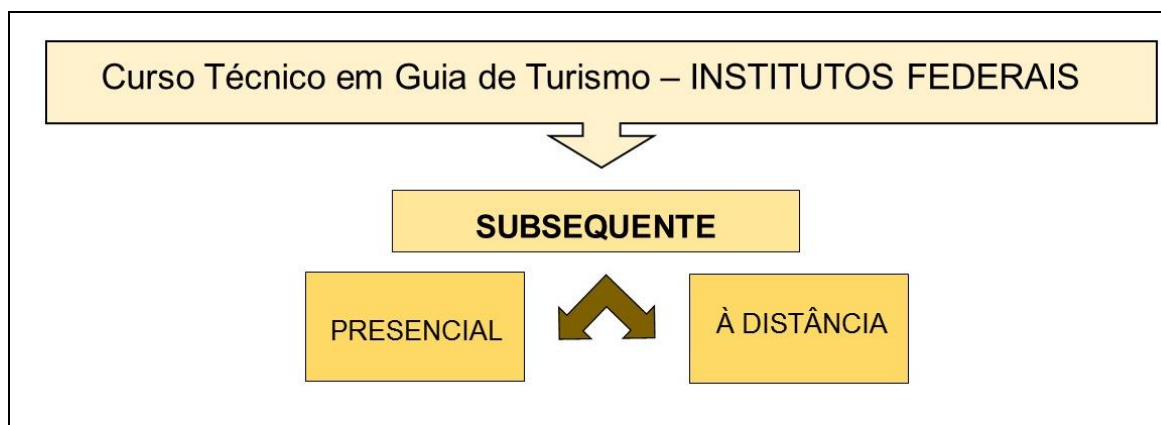 Curso Técnico em Guia de Turismo – INSTITUTOS FEDERAIS
SUBSEQUENTE
PRESENCIAL
À DISTÂNCIA